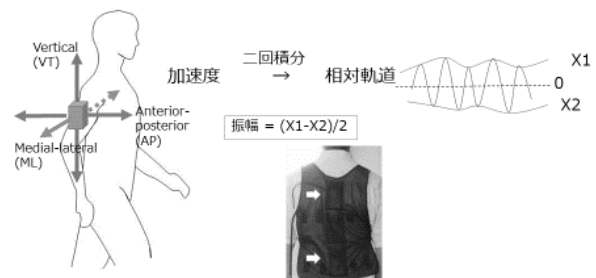 Vertical
(VT)
Anterior-
posterior
(AP)
Medial-lateral
(ML)
加速度
二回積分
→
相対軌道
X1
0
X2
振幅 = (X1-X2)/2